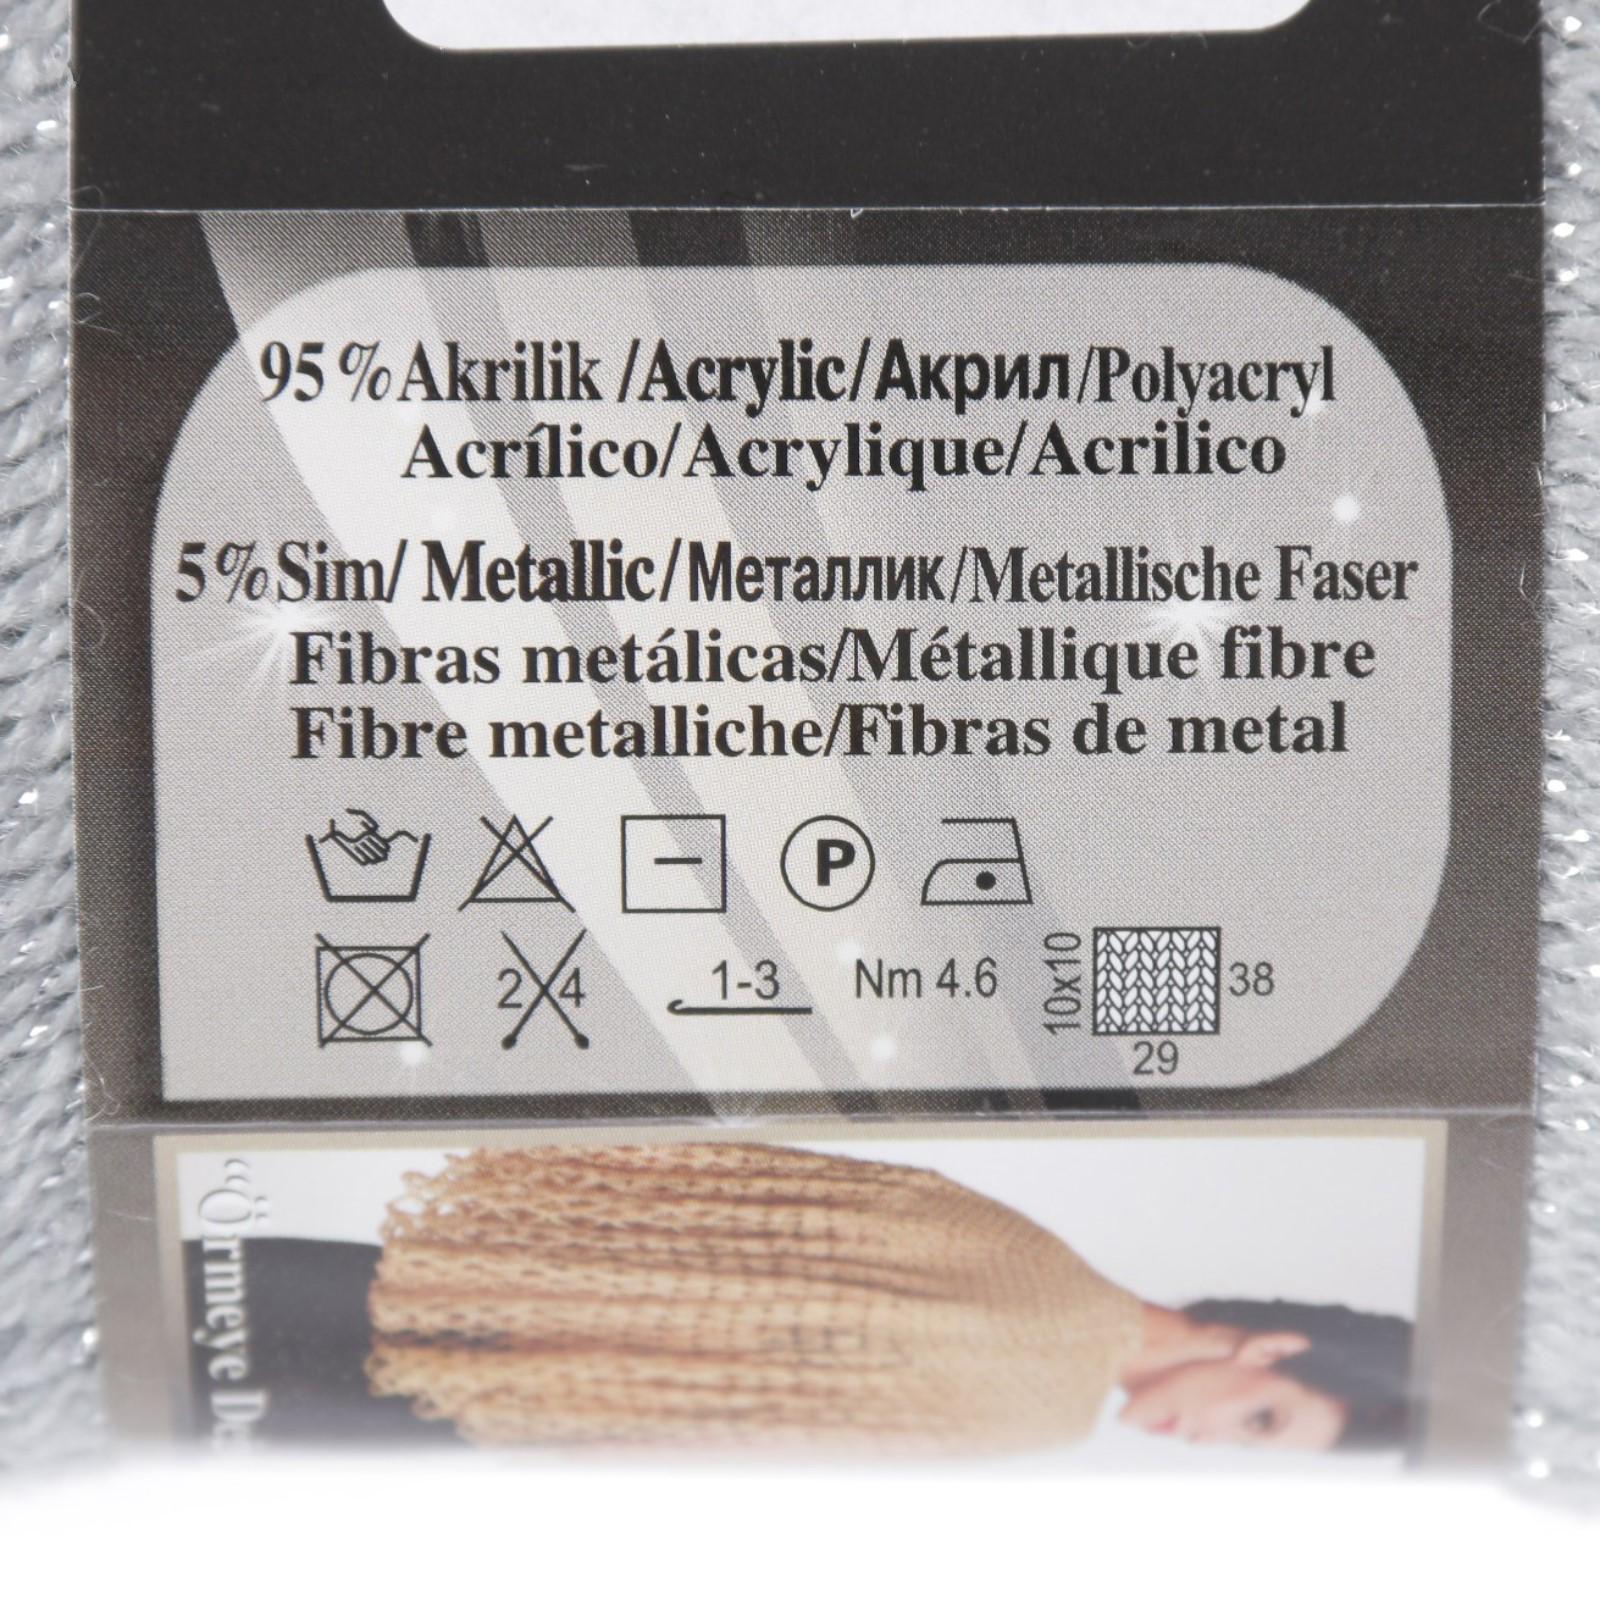 95 % Akrilik /Acrylic/Акрил/Polyacryl
Acrílico/Acrylique/Acrilico
5 % Sim/ Metallic/Металлик/Metallische Faser
Fibras metálicas/Métallique fibre
Fibre metalliche/Fibras de metal
P
2 4
1-3
Nm 4.6
10x10
38
29
"Örmeye